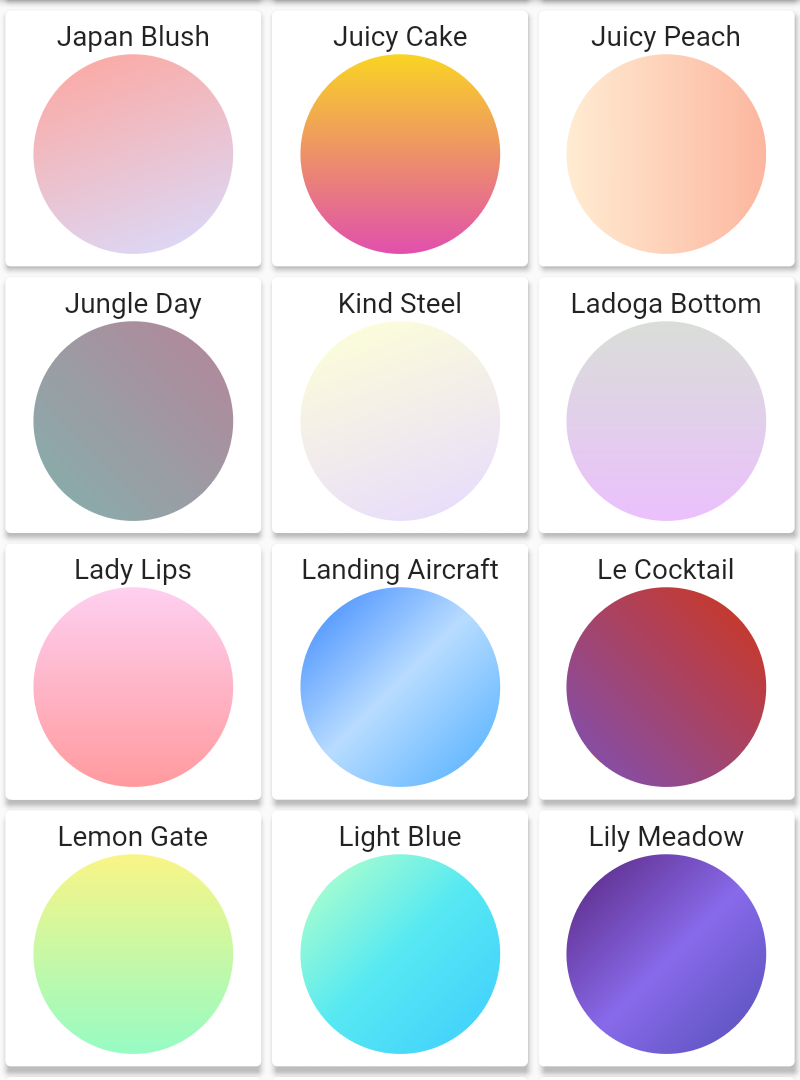 Japan Blush
Juicy Cake
Juicy Peach
Jungle Day
Kind Steel
Ladoga Bottom
Lady Lips
Landing Aircraft
Le Cocktail
Lemon Gate
Light Blue
Lily Meadow